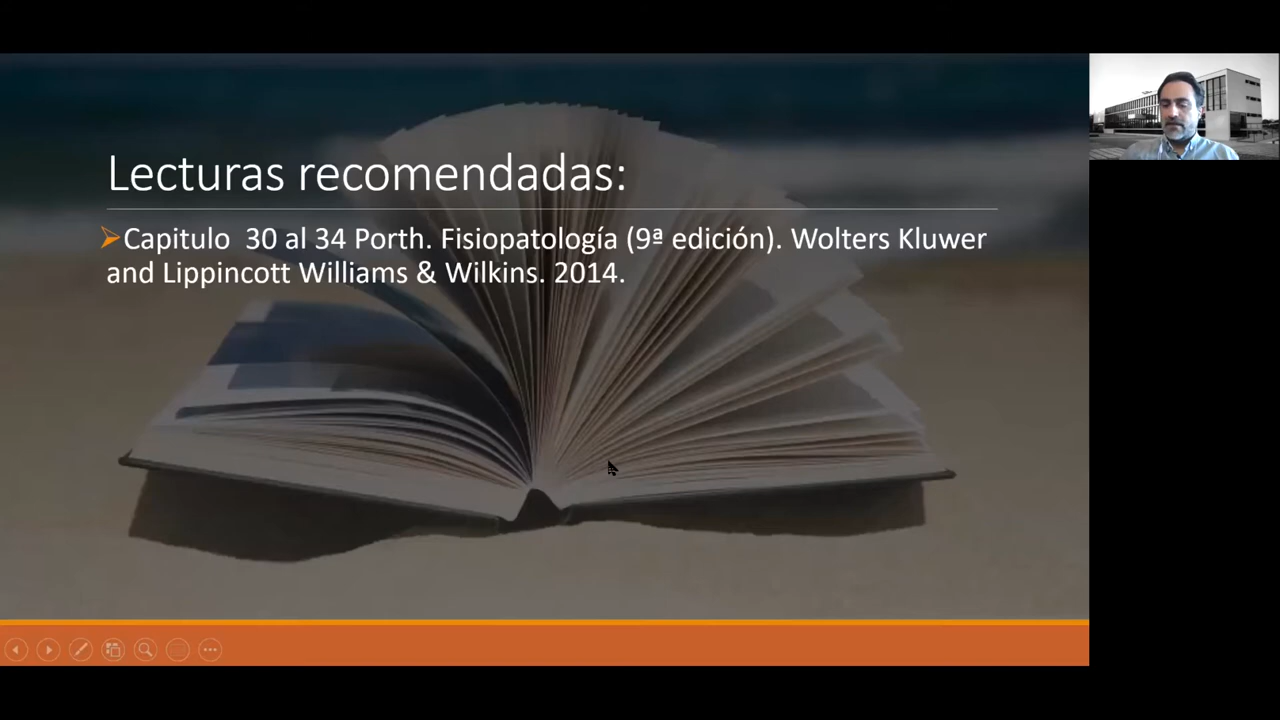 Lecturas recomendadas:
Capitulo  30 al 34 Porth. Fisiopatología (9ª edición). Wolters Kluwer
and Lippincott Williams & Wilkins. 2014.